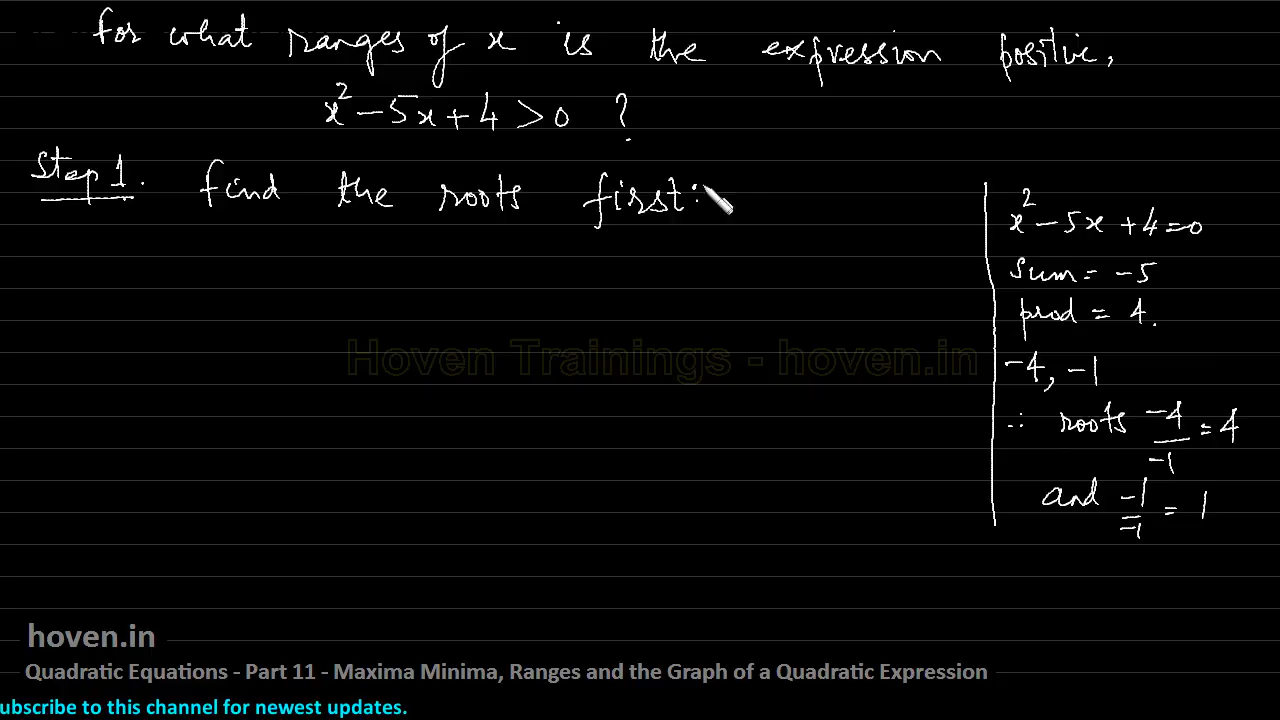 for what ranges of x is the expression positive,
x² - 5x + 4 > 0 ?
Step 1. find the roots first:
x² - 5x + 4 = 0
sum = -5
prod = 4.
-4, -1
∴ roots -4/-1 = 4
and -1/-1 = 1
Hoven Trainings - hoven.in
hoven.in
Quadratic Equations - Part 11 - Maxima Minima, Ranges and the Graph of a Quadratic Expression
ubscribe to this channel for newest updates.